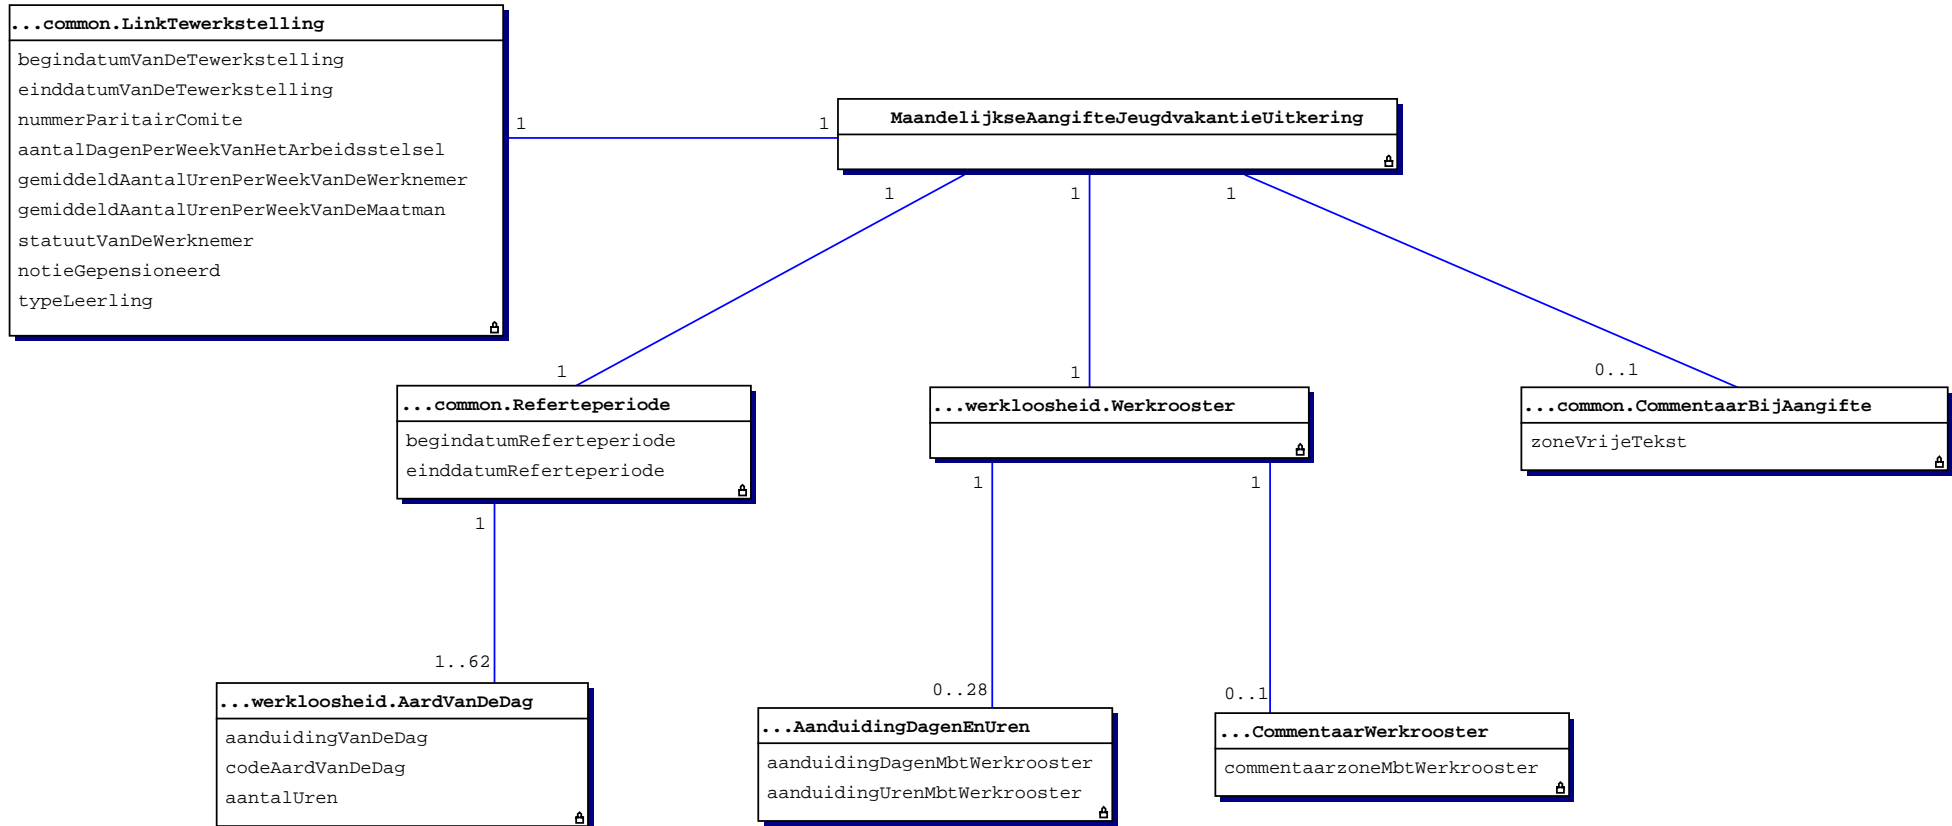 ...common.LinkTewerkstelling
begindatumVanDeTewerkstelling
einddatumVanDeTewerkstelling
nummerParitairComite
aantalDagenPerWeekVanHetArbeidsstelsel
gemiddeldAantalUrenPerWeekVanDeWerknemer
gemiddeldAantalUrenPerWeekVanDeMaatman
statuutVanDeWerknemer
notieGepensioneerd
typeLeerling
1
1
MaandelijkseAangifteJeugdvakantieUitkering
1
1
1
1
1
0..1
...common.Referteperiode
begindatumReferteperiode
einddatumReferteperiode
...werkloosheid.Werkrooster
...common.CommentaarBijAangifte
zoneVrijeTekst
1
1
1
1..62
0..28
0..1
...werkloosheid.AardVanDeDag
aanduidingVanDeDag
codeAardVanDeDag
aantalUren
...AanduidingDagenEnUren
aanduidingDagenMbtWerkrooster
aanduidingUrenMbtWerkrooster
...CommentaarWerkrooster
commentaarzoneMbtWerkrooster